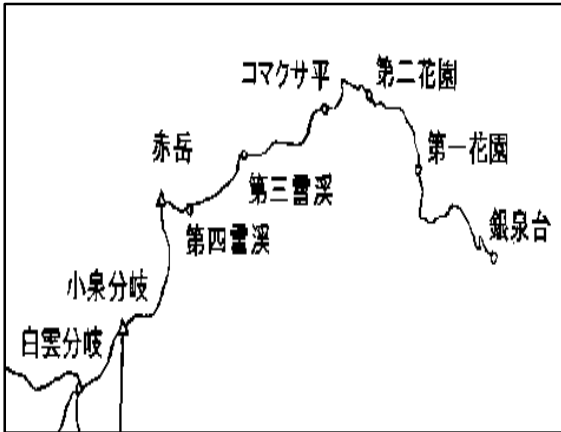 コマクサ平
第二花園
赤岳
第一花園
第三雪渓
銀泉台
第四雪渓
小泉分岐
白雲分岐